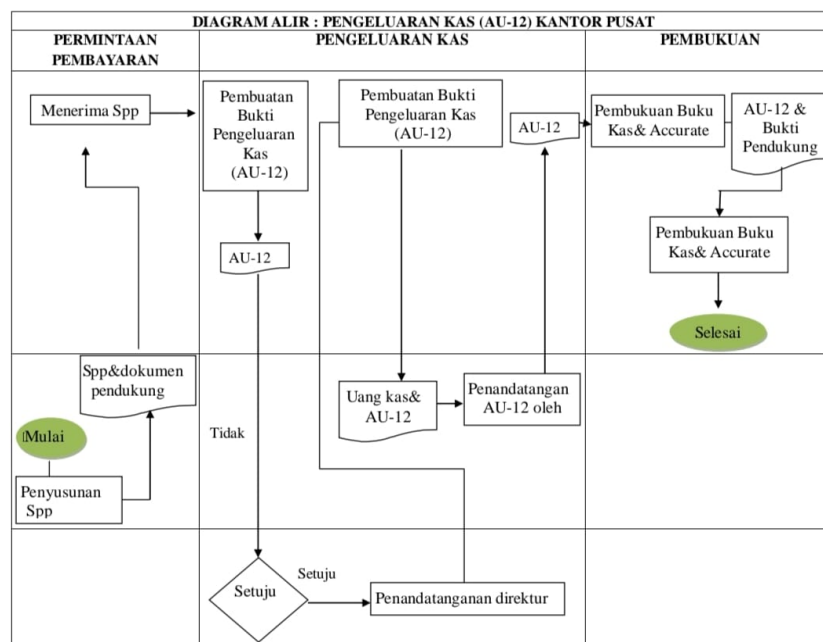 DIAGRAM ALIR : PENGELUARAN KAS (AU-12) KANTOR PUSAT
PERMINTAAN
PEMBAYARAN
PENGELUARAN KAS
PEMBUKUAN
Menerima Spp
Pembuatan
Bukti
Pengeluaran
Kas
(AU-12)
Pembuatan Bukti
Pengeluaran Kas
(AU-12)
AU-12
Pembukuan Buku
Kas& Accurate
AU-12 &
Bukti
Pendukung
AU-12
Pembukuan Buku
Kas& Accurate
Selesai
Spp&dokumen
pendukung
Mulai
Penyusunan
Spp
Tidak
Uang kas&
AU-12
Penandatangan
AU-12 oleh
Setuju
Setuju
Penandatanganan direktur